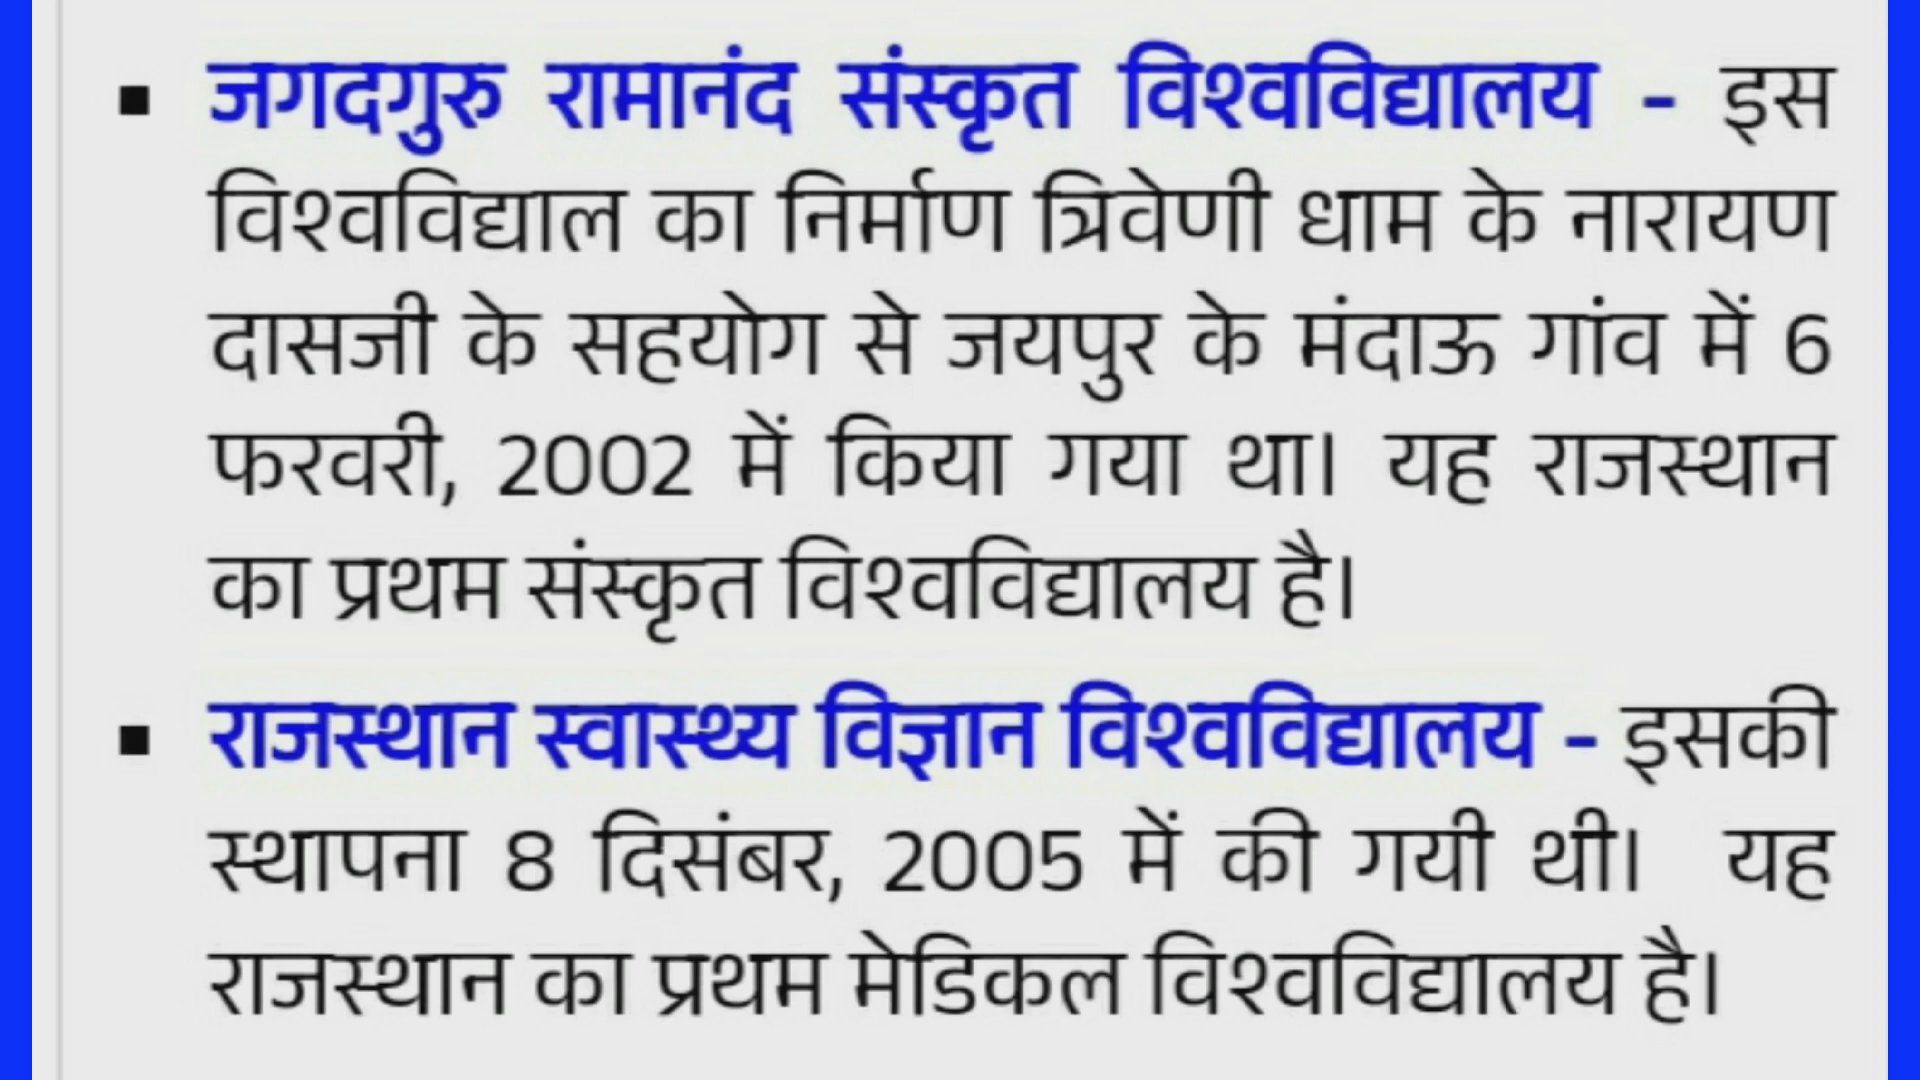 ▪ जगदगुरु रामानंद संस्कृत विश्वविद्यालय - इस
विश्वविद्याल का निर्माण त्रिवेणी धाम के नारायण
दासजी के सहयोग से जयपुर के मंदाऊ गांव में 6
फरवरी, 2002 में किया गया था। यह राजस्थान
का प्रथम संस्कृत विश्वविद्यालय है।
▪ राजस्थान स्वास्थ्य विज्ञान विश्वविद्यालय - इसकी
स्थापना 8 दिसंबर, 2005 में की गयी थी। यह
राजस्थान का प्रथम मेडिकल विश्वविद्यालय है।